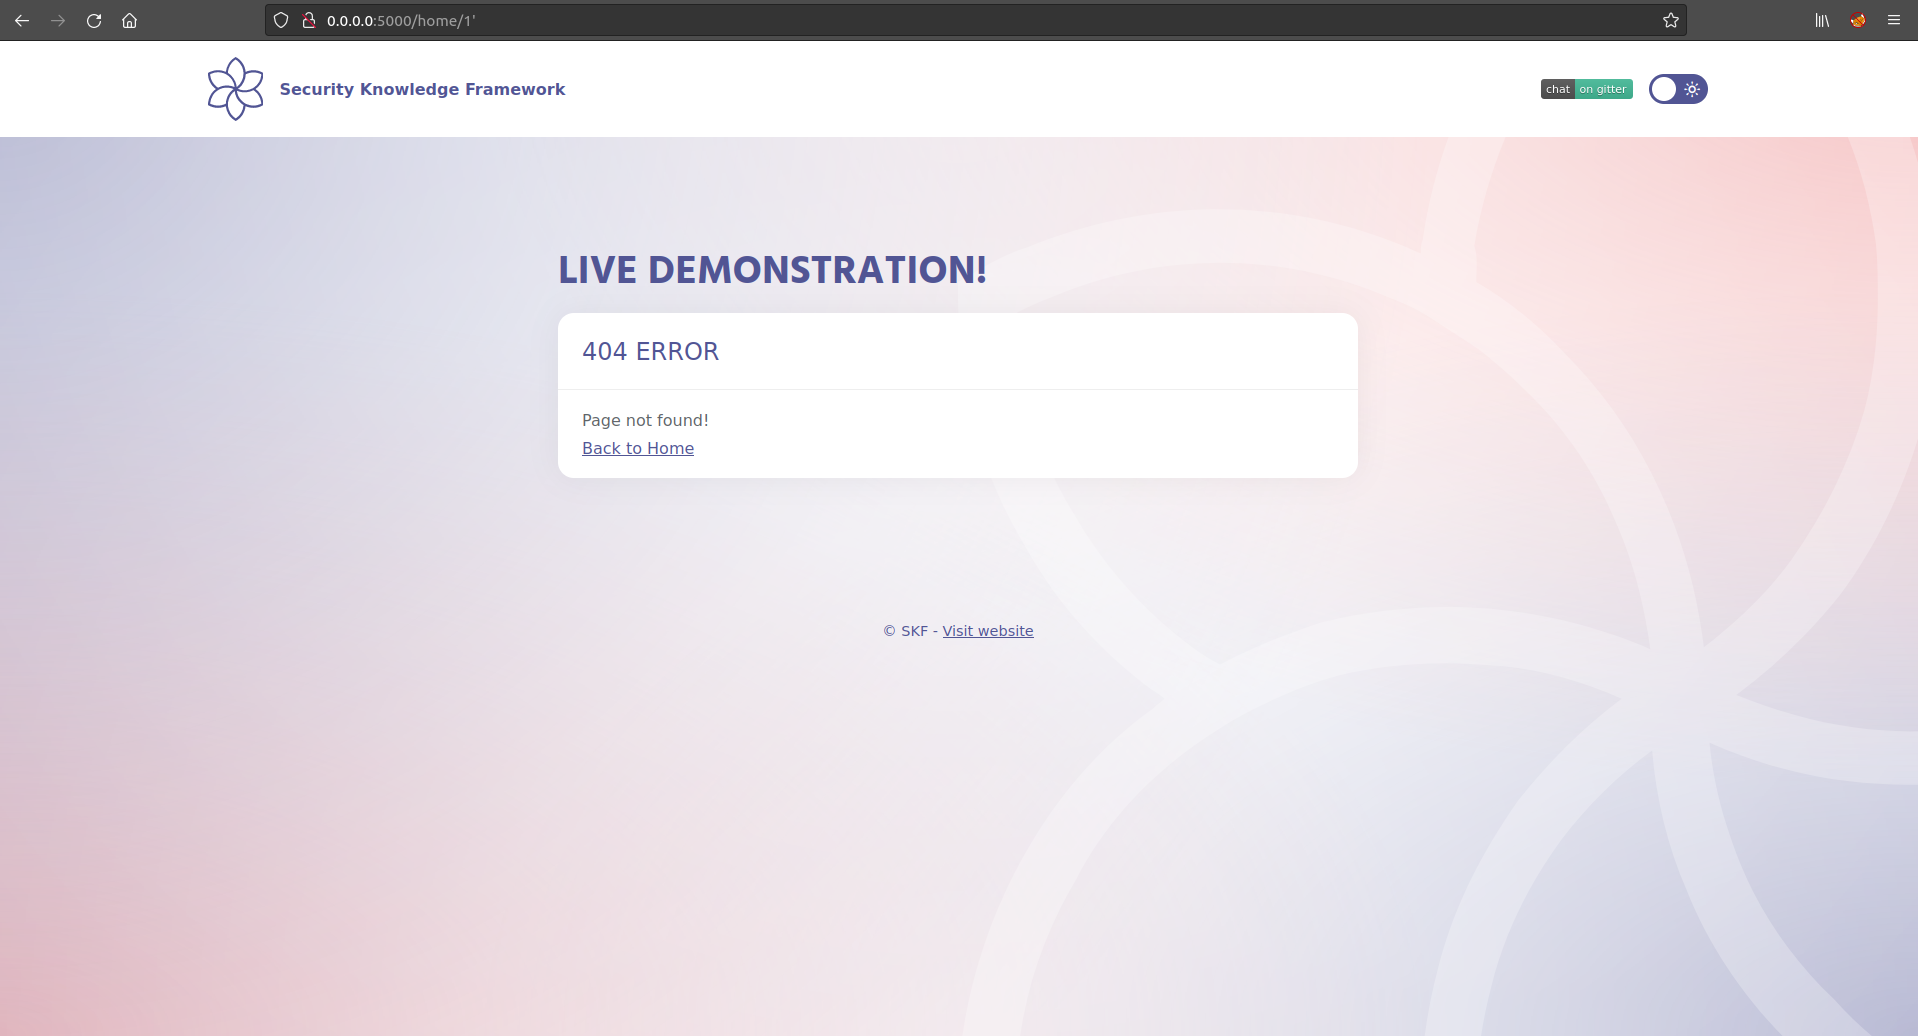 0.0.0.0:5000/home/1'
Security Knowledge Framework
chat on gitter
LIVE DEMONSTRATION!
404 ERROR
Page not found!
Back to Home
© SKF - Visit website